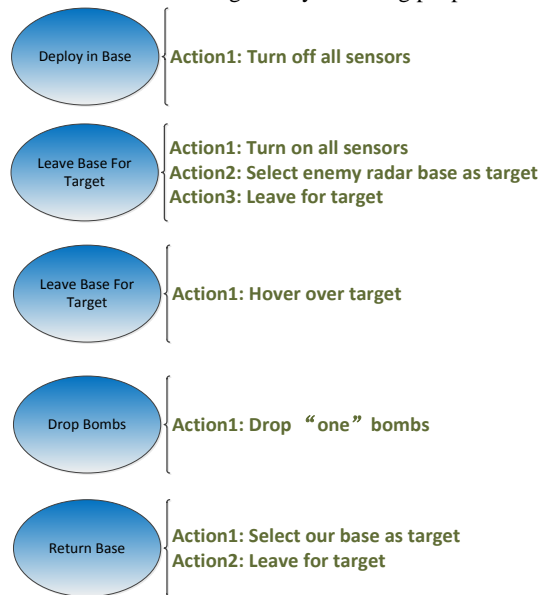 Deploy in Base
Action1: Turn off all sensors
Leave Base For
Target
Action1: Turn on all sensors
Action2: Select enemy radar base as target
Action3: Leave for target
Leave Base For
Target
Action1: Hover over target
Drop Bombs
Action1: Drop “one” bombs
Return Base
Action1: Select our base as target
Action2: Leave for target